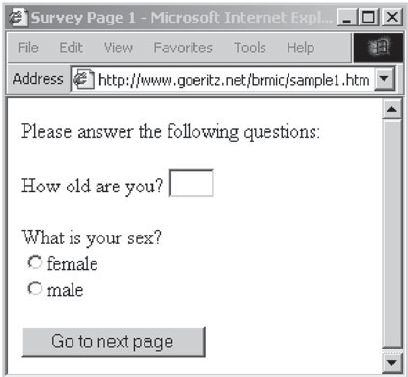 Survey Page 1 - Microsoft Internet Expl...
File Edit View Favorites Tools Help
Address http://www.goeritz.net/brmic/sample1.htm
Please answer the following questions:
How old are you?
What is your sex?
female
male
Go to next page